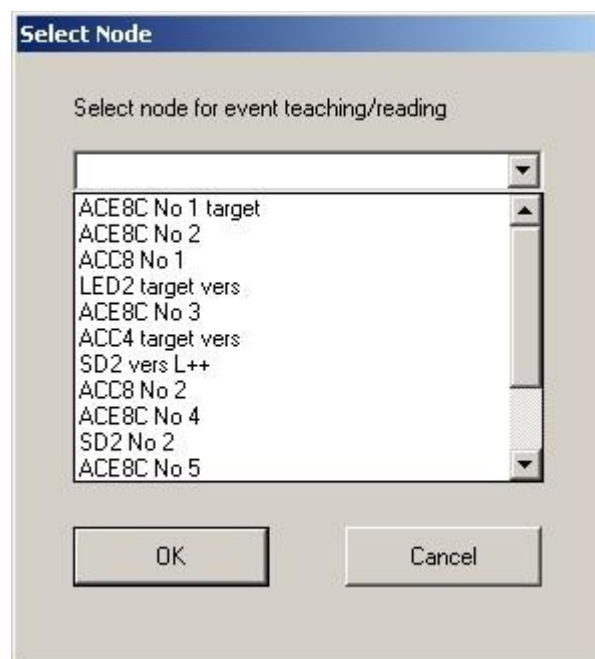 Select Node
Select node for event teaching/reading
ACE8C No 1 target
ACE8C No 2
ACC8 No 1
LED2 target vers
ACE8C No 3
ACC4 target vers
SD2 vers L++
ACC8 No 2
ACE8C No 4
SD2 No 2
ACE8C No 5
OK
Cancel